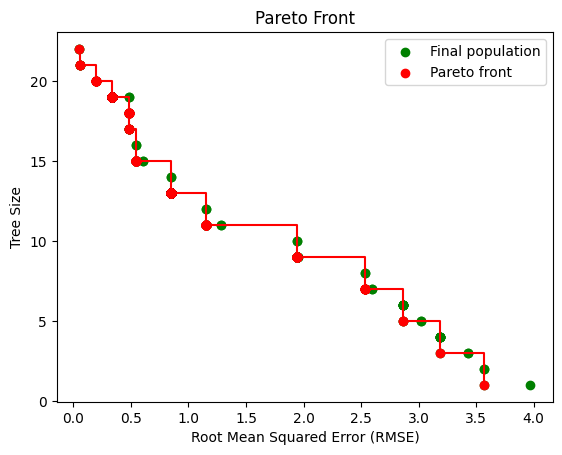 Pareto Front
Final population
Pareto front
Tree Size
20
15
10
5
0
0.0 0.5 1.0 1.5 2.0 2.5 3.0 3.5 4.0
Root Mean Squared Error (RMSE)